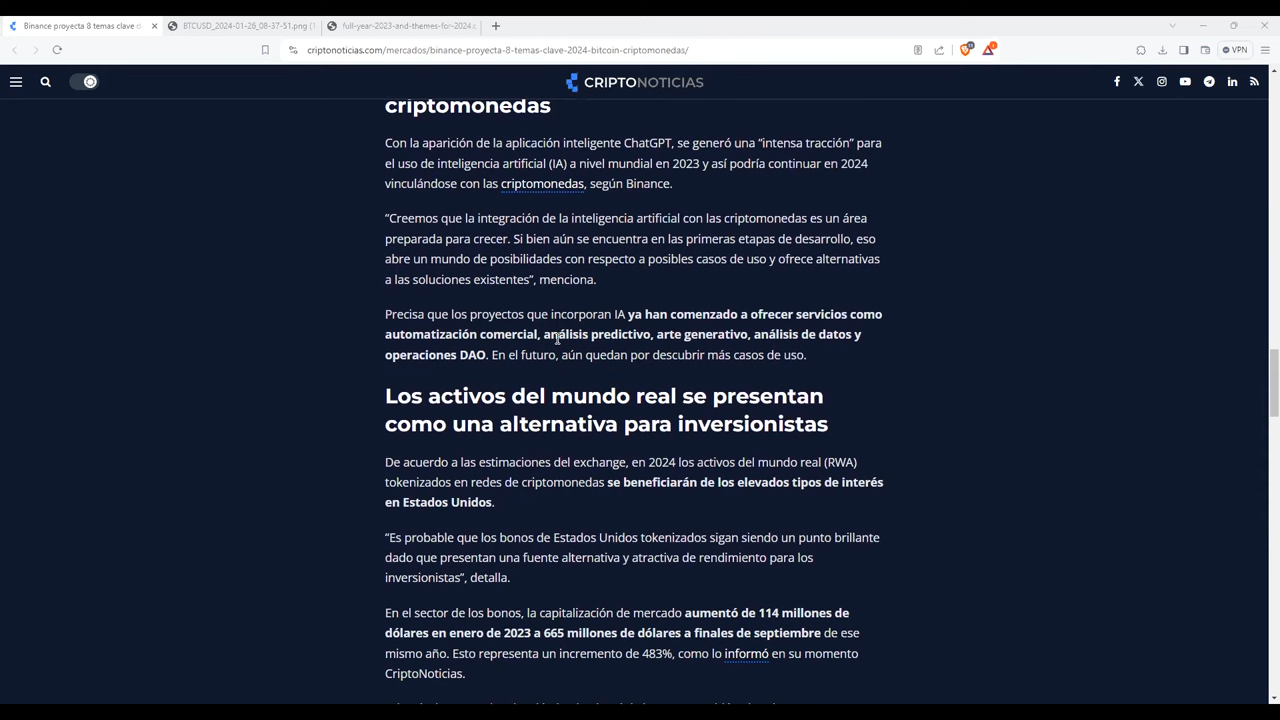 Binance proyecta 8 temas clave d
BTCUSD_2024-01-26_08-37-51.png (1
full-year-2023-and-themes-for-2024.
criptonoticias.com/mercados/binance-proyecta-8-temas-clave-2024-bitcoin-criptomonedas/
VPN
CRIPTONOTICIAS
criptomonedas
Con la aparición de la aplicación inteligente ChatGPT, se generó una “intensa tracción” para
el uso de inteligencia artificial (IA) a nivel mundial en 2023 y así podría continuar en 2024
vinculándose con las criptomonedas, según Binance.
“Creemos que la integración de la inteligencia artificial con las criptomonedas es un área
preparada para crecer. Si bien aún se encuentra en las primeras etapas de desarrollo, eso
abre un mundo de posibilidades con respecto a posibles casos de uso y ofrece alternativas
a las soluciones existentes”, menciona.
Precisa que los proyectos que incorporan IA ya han comenzado a ofrecer servicios como
automatización comercial, análisis predictivo, arte generativo, análisis de datos y
operaciones DAO. En el futuro, aún quedan por descubrir más casos de uso.
Los activos del mundo real se presentan
como una alternativa para inversionistas
De acuerdo a las estimaciones del exchange, en 2024 los activos del mundo real (RWA)
tokenizados en redes de criptomonedas se beneficiarán de los elevados tipos de interés
en Estados Unidos.
“Es probable que los bonos de Estados Unidos tokenizados sigan siendo un punto brillante
dado que presentan una fuente alternativa y atractiva de rendimiento para los
inversionistas”, detalla.
En el sector de los bonos, la capitalización de mercado aumentó de 114 millones de
dólares en enero de 2023 a 665 millones de dólares a finales de septiembre de ese
mismo año. Esto representa un incremento de 483%, como lo informó en su momento
CriptoNoticias.